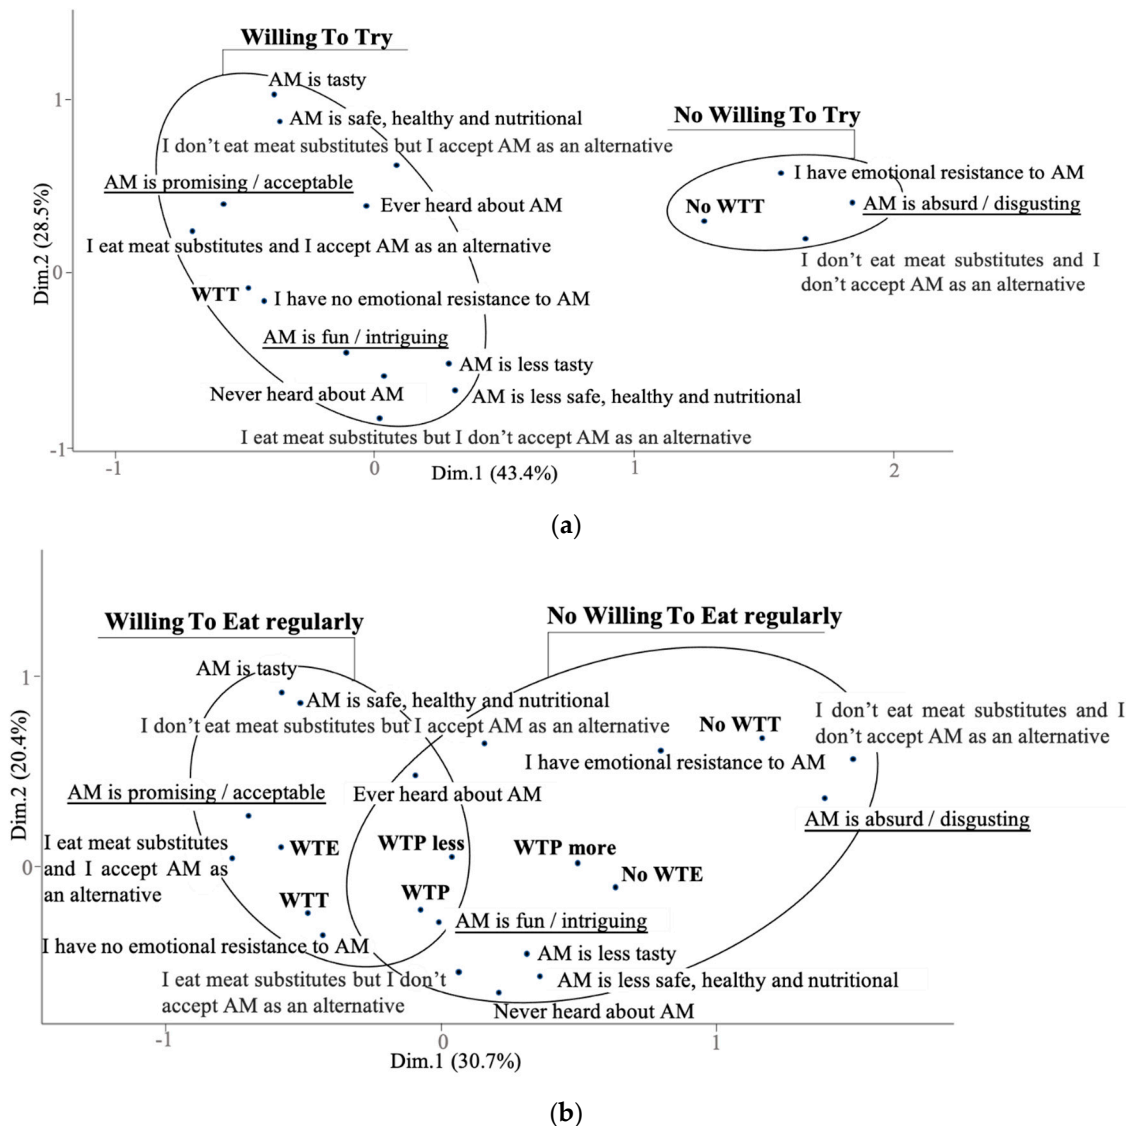 Willing To Try
AM is tasty
1
No Willing To Try
AM is safe, healthy and nutritional
I don't eat meat substitutes but I accept AM as an alternative
I have emotional resistance to AM
AM is promising / acceptable
Ever heard about AM
No WTT
AM is absurd / disgusting
I eat meat substitutes and I accept AM as an alternative
I don't eat meat substitutes and I
don't accept AM as an alternative
Dim.2 (28.5%)
0
WTT
I have no emotional resistance to AM
AM is fun / intriguing
AM is less tasty
Never heard about AM
AM is less safe, healthy and nutritional
I eat meat substitutes but I don't accept AM as an alternative
-1
-1
0
1
2
Dim.1 (43.4%)
(a)
Willing To Eat regularly
No Willing To Eat regularly
AM is tasty
1
AM is safe, healthy and nutritional
I don't eat meat substitutes but I accept AM as an alternative
No WTT
I don't eat meat substitutes and I
don't accept AM as an alternative
I have emotional resistance to AM
AM is promising / acceptable
Ever heard about AM
AM is absurd / disgusting
Dim.2 (20.4%)
I eat meat substitutes
and I accept AM as
an alternative
WTE
WTP less
WTP more
0
No WTE
WTT
WTP
AM is fun / intriguing
I have no emotional resistance to AM
AM is less tasty
I eat meat substitutes but I don't
accept AM as an alternative
AM is less safe, healthy and nutritional
Never heard about AM
-1
0
1
Dim.1 (30.7%)
(b)